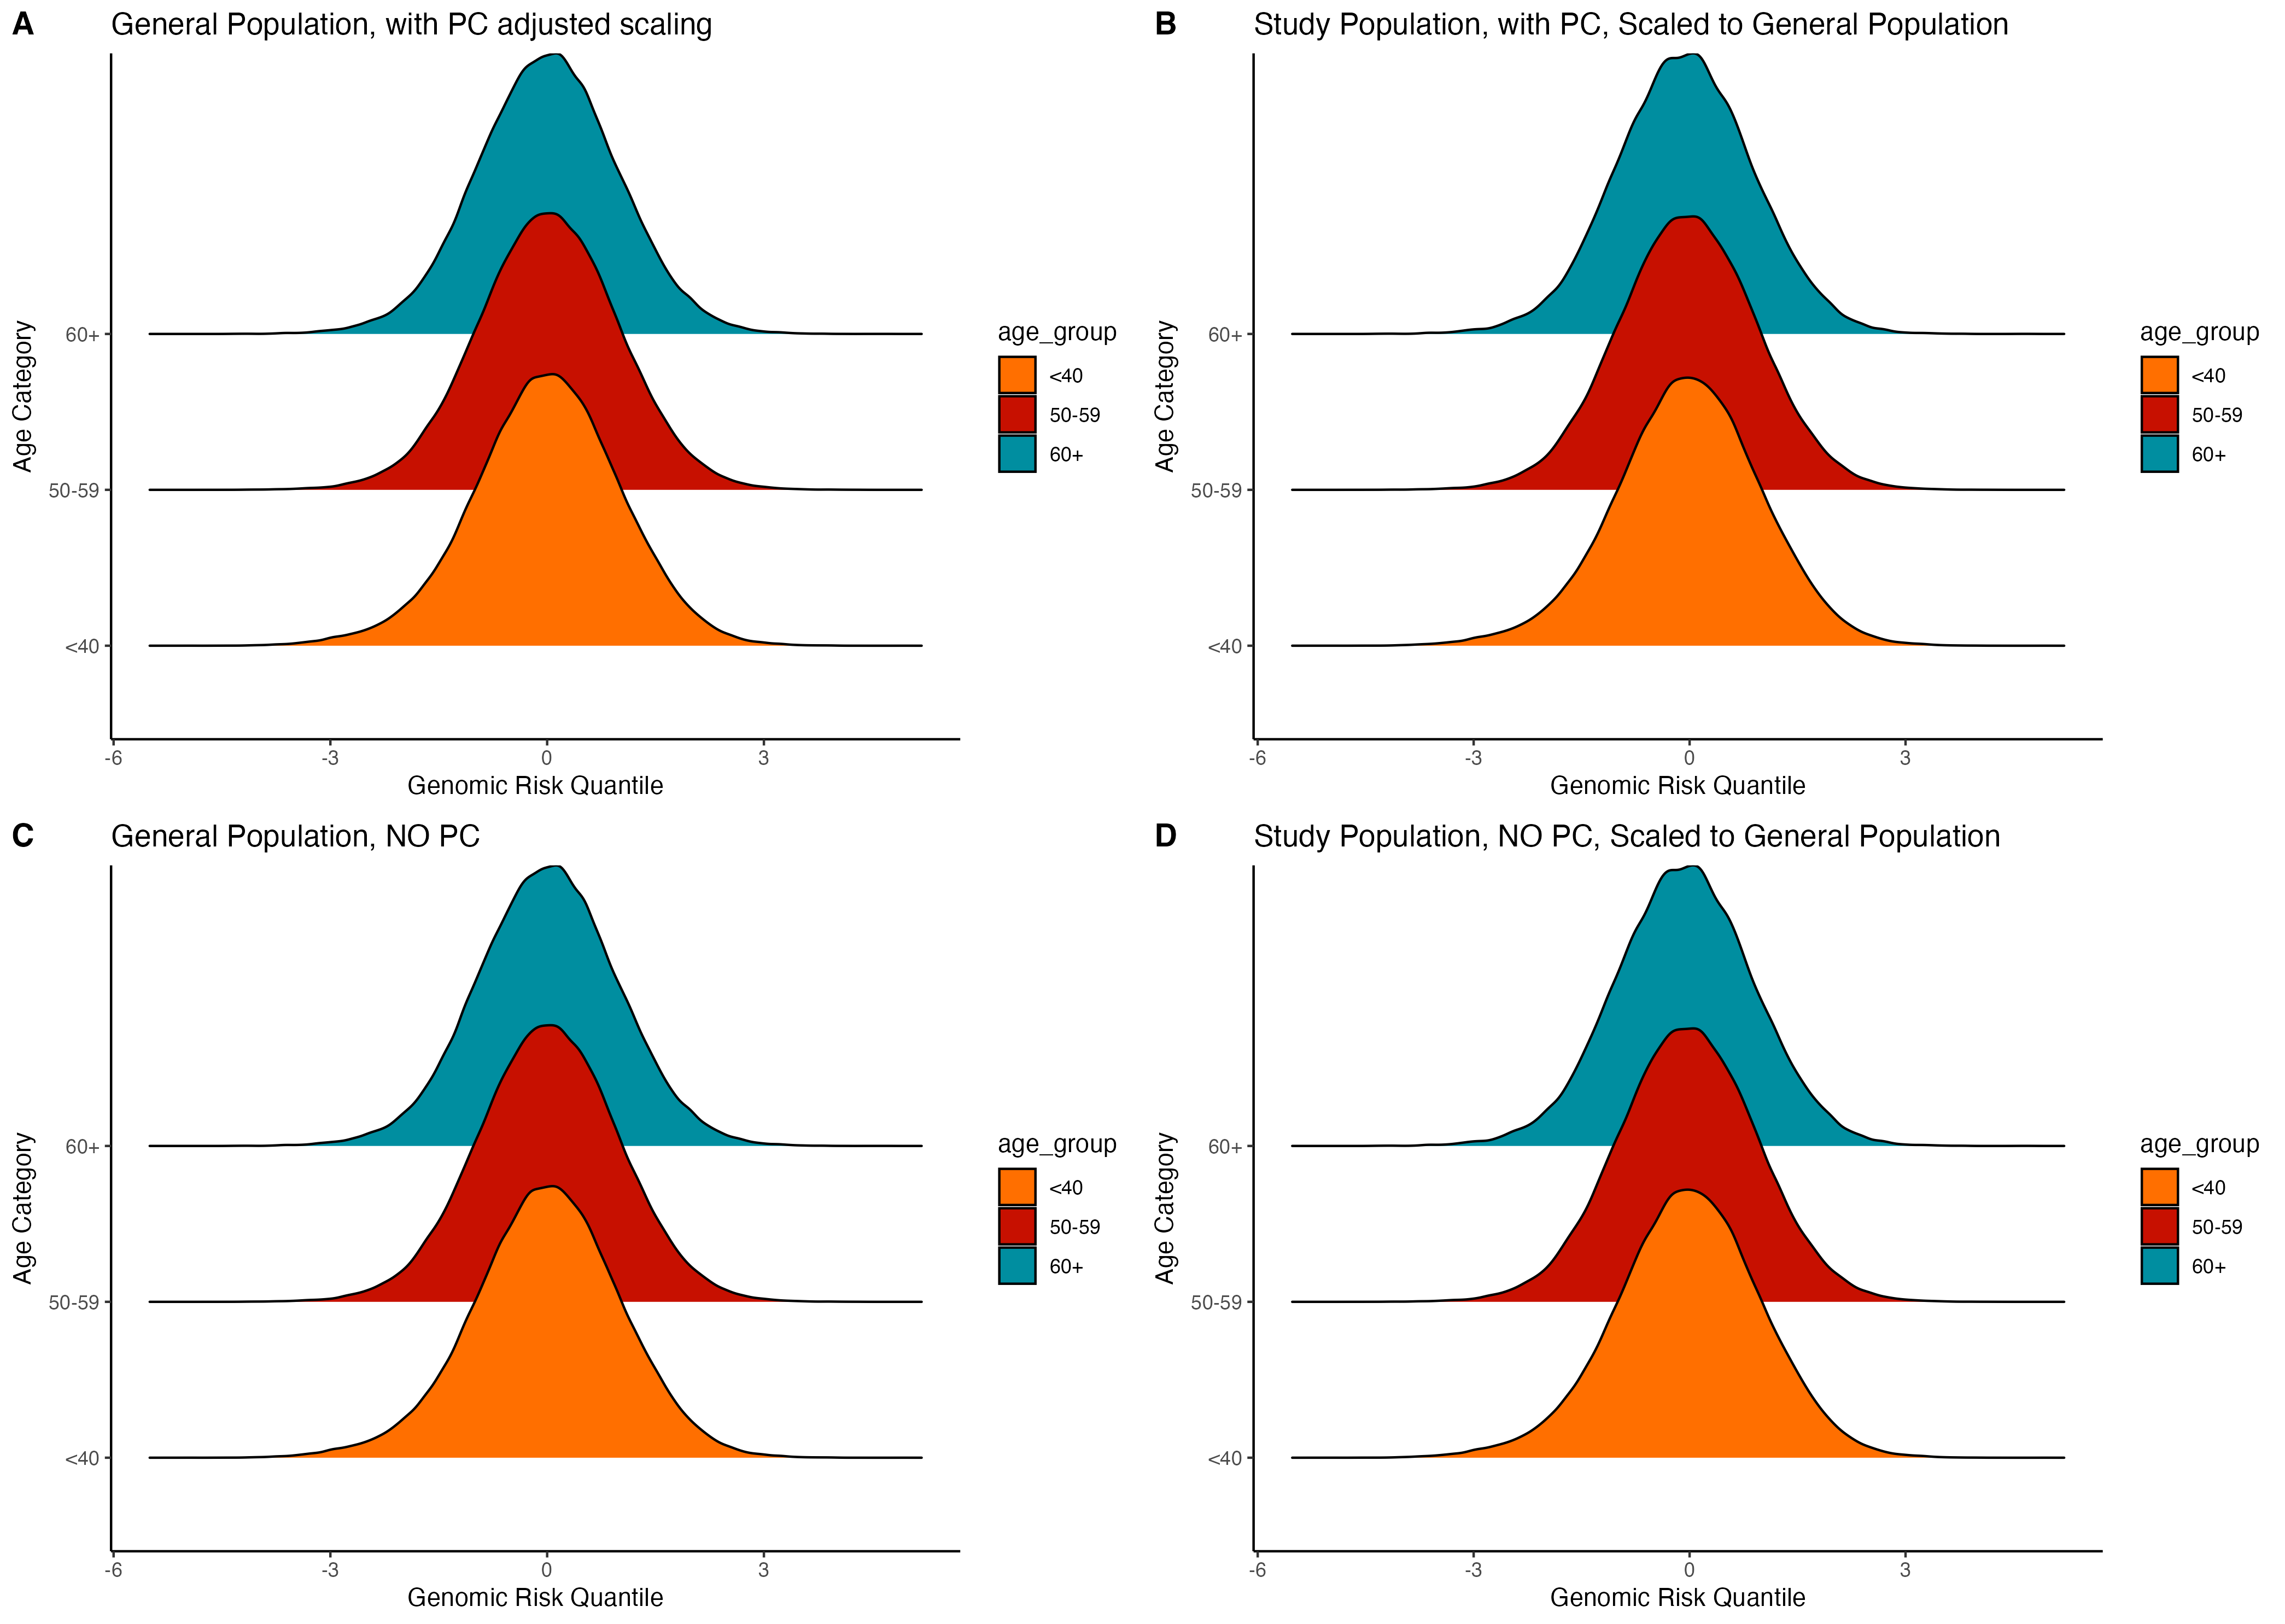 A General Population, with PC adjusted scaling
Age Category
60+
50-59
<40
-6 -3 0 3
Genomic Risk Quantile
age_group
<40
50-59
60+
B Study Population, with PC, Scaled to General Population
Age Category
60+
50-59
<40
-6 -3 0 3
Genomic Risk Quantile
age_group
<40
50-59
60+
C General Population, NO PC
Age Category
60+
50-59
<40
-6 -3 0 3
Genomic Risk Quantile
age_group
<40
50-59
60+
D Study Population, NO PC, Scaled to General Population
Age Category
60+
50-59
<40
-6 -3 0 3
Genomic Risk Quantile
age_group
<40
50-59
60+